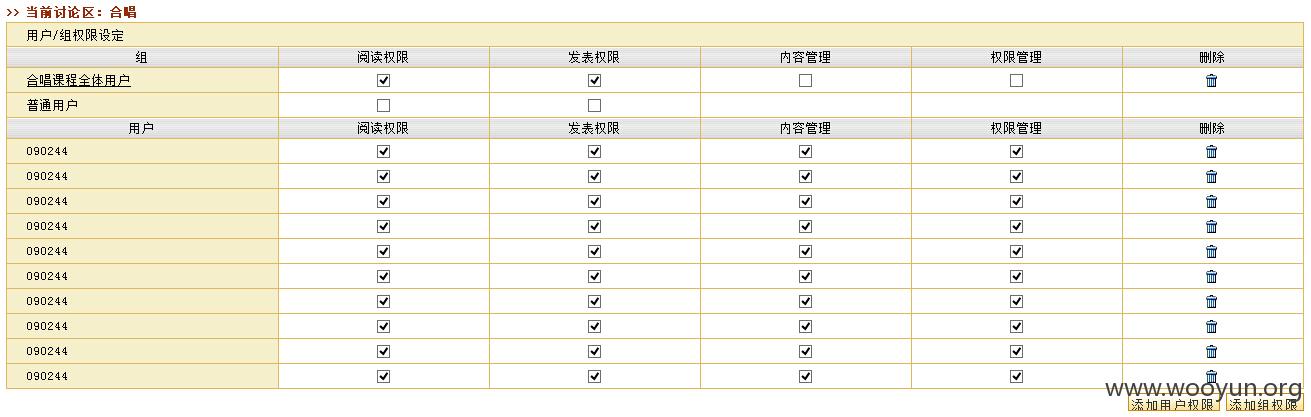 >> 当前讨论区：合唱
用户/组权限设定
组 阅读权限 发表权限 内容管理 权限管理 删除
合唱课程全体用户
普通用户
用户 阅读权限 发表权限 内容管理 权限管理 删除
090244
090244
090244
090244
090244
090244
090244
090244
090244
090244
www.wooyun.org
添加用户权限 添加组权限